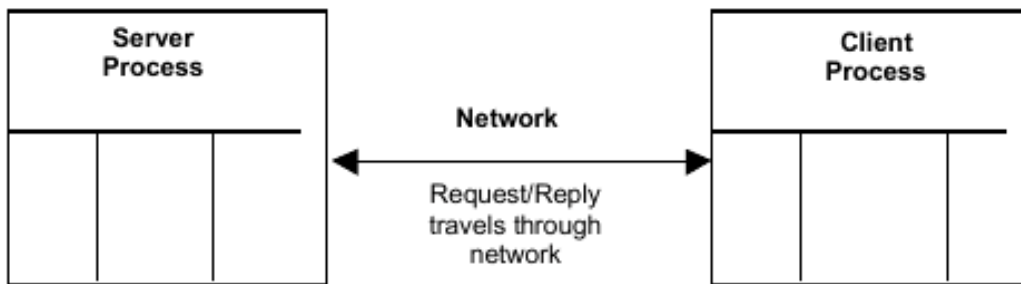 Server
Process
Network
Request/Reply
travels through
network
Client
Process